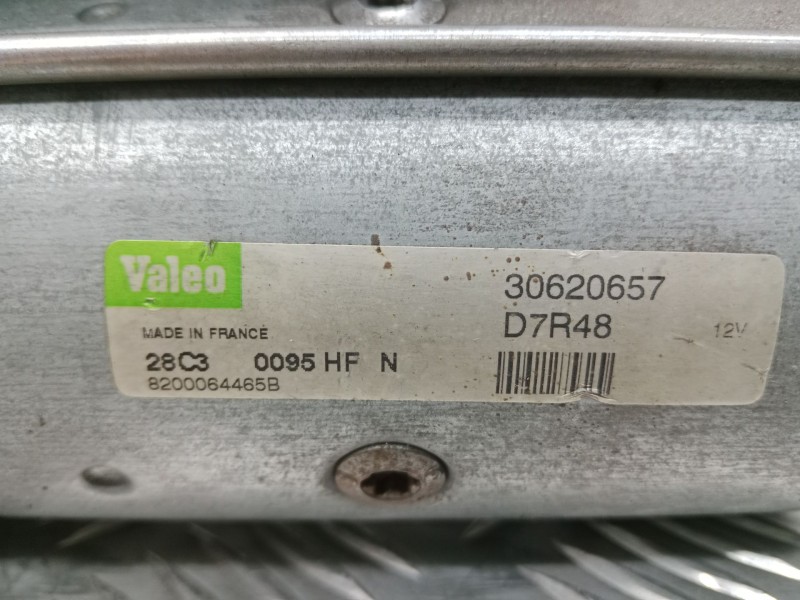 Valeo
30620657
MADE IN FRANCE
D7R48
12V
28C3 0095 HF N
8200064465B